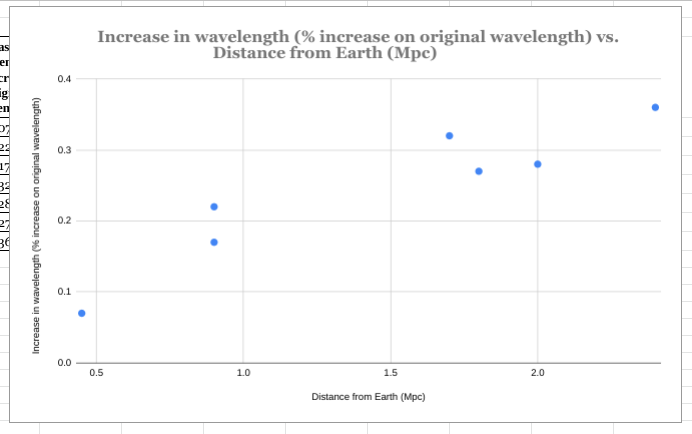 Increase in wavelength (% increase on original wavelength) vs.
Distance from Earth (Mpc)
Increase in wavelength (% increase on original wavelength)
0.4
0.3
0.2
0.1
0.0
0.5 1.0 1.5 2.0
Distance from Earth (Mpc)